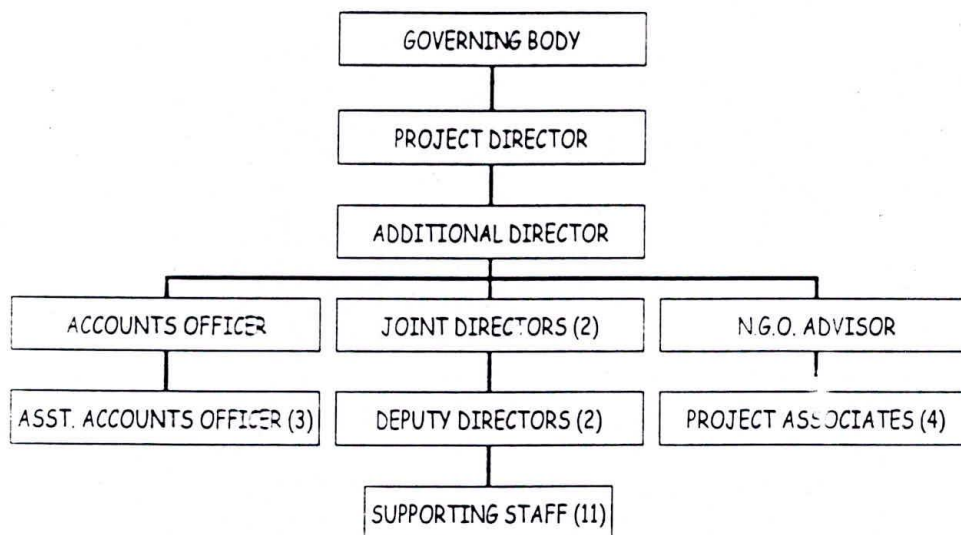 GOVERNING BODY
PROJECT DIRECTOR
ADDITIONAL DIRECTOR
ACCOUNTS OFFICER
JOINT DIRECTORS (2)
N.G.O. ADVISOR
ASST. ACCOUNTS OFFICER (3)
DEPUTY DIRECTORS (2)
PROJECT ASSOCIATES (4)
SUPPORTING STAFF (11)